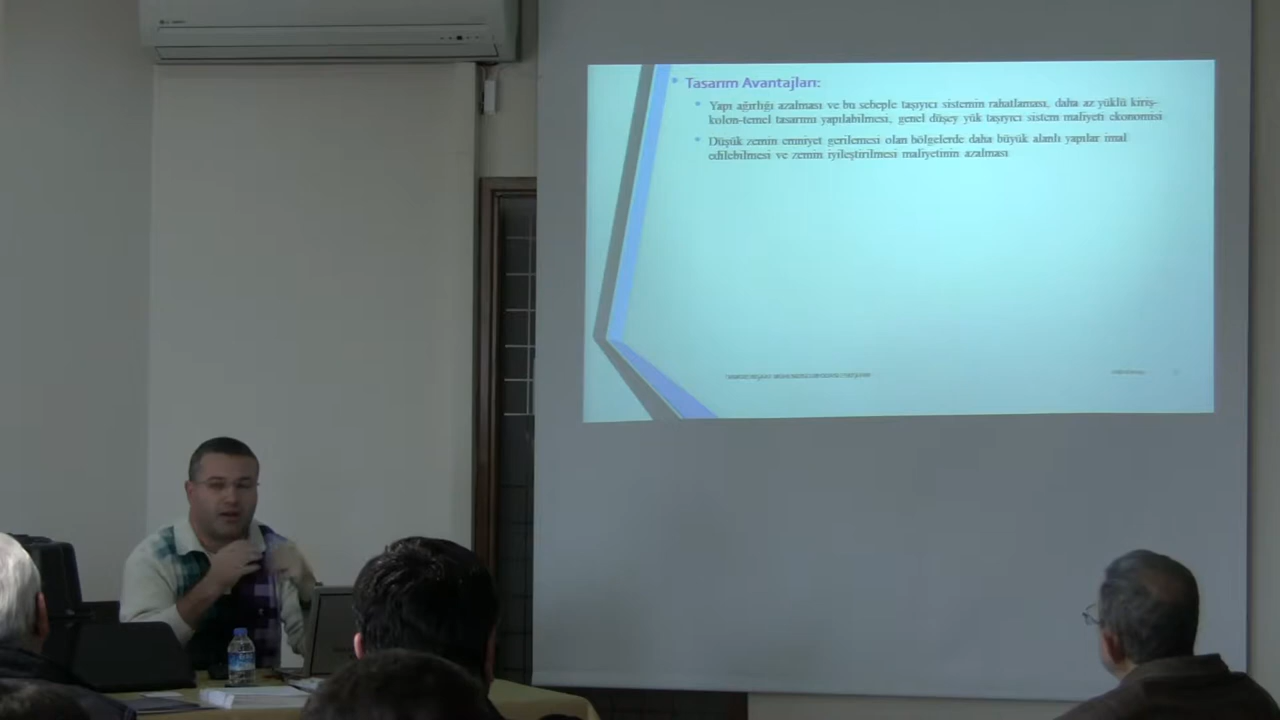 Tasarım Avantajları:
Yapı ağırlığı azalması ve bu sebeple taşıyıcı sistemin rahatlaması, daha az yüklü kiriş-
kolon-temel tasarımı yapılabilmesi, genel düşey yük taşıyıcı sistem maliyeti ekonomisi
Düşük zemin emniyet gerilemesi olan bölgelerde daha büyük alanlı yapılar imal
edilebilmesi ve zemin iyileştirilmesi maliyetinin azalması